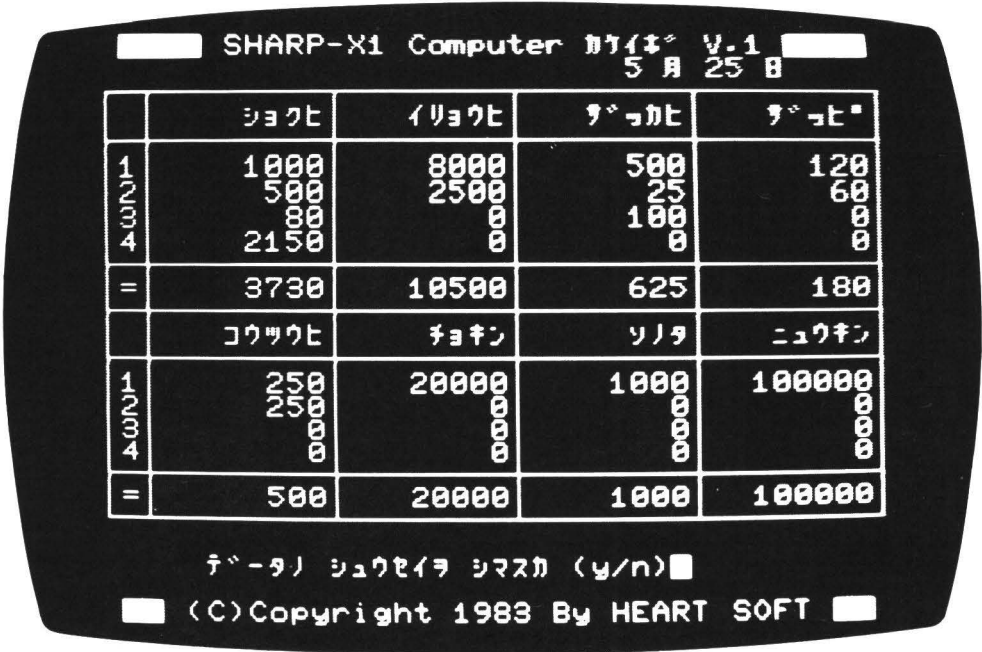 SHARP-X1 Computer カケイボ V.1
5月 25日
ショクヒ イリョウヒ ザッカヒ ザッピ
1 1000 8000 500 120
2 500 2500 25 60
3 80 0 100 0
4 2150 0 0 0
= 3730 10500 625 180
コウツウヒ チョキン ソノタ ニュウキン
1 250 20000 1000 100000
2 250 0 0 0
3 0 0 0 0
4 0 0 0 0
= 500 20000 1000 100000
データノ シュウセイヲ シマスカ (y/n)
(C)Copyright 1983 By HEART SOFT